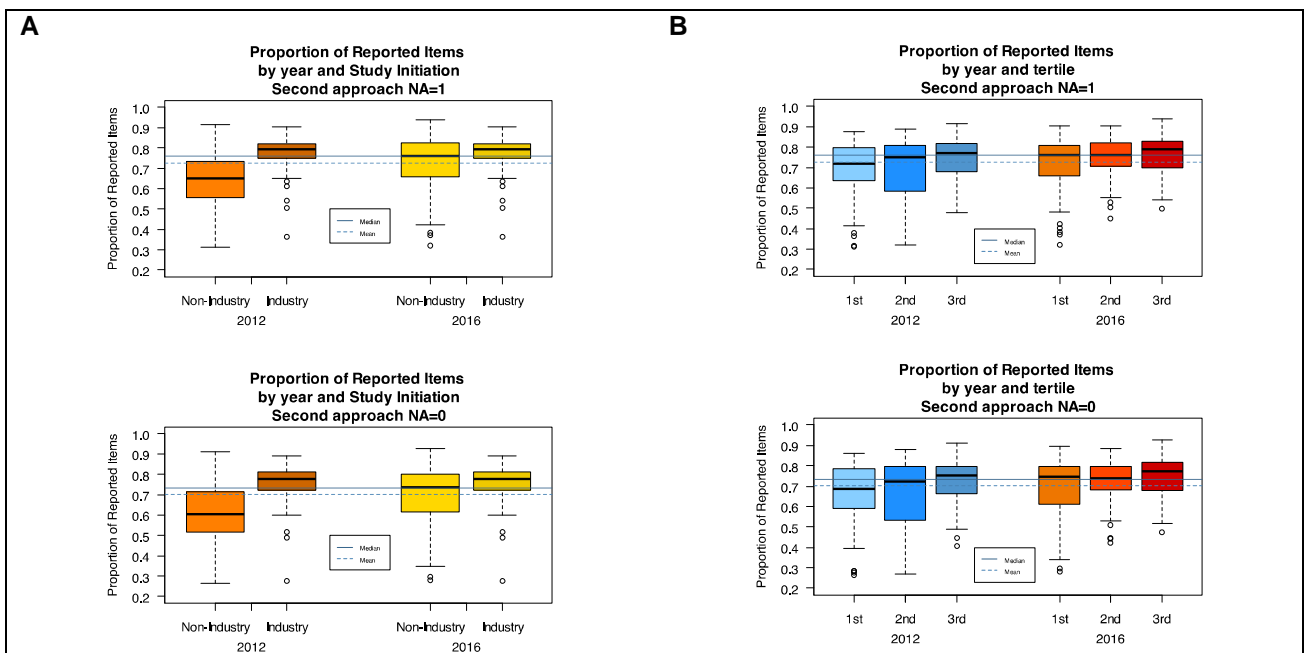 A
Proportion of Reported Items
by year and Study Initiation
Second approach NA=1
Proportion of Reported Items
1.0
0.9
0.8
0.7
0.6
0.5
0.4
0.3
0.2
Median
Mean
Non-Industry Industry Non-Industry Industry
2012 2016
Proportion of Reported Items
by year and Study Initiation
Second approach NA=0
Proportion of Reported Items
1.0
0.9
0.8
0.7
0.6
0.5
0.4
0.3
0.2
Median
Mean
Non-Industry Industry Non-Industry Industry
2012 2016
B
Proportion of Reported Items
by year and tertile
Second approach NA=1
Proportion of Reported Items
1.0
0.9
0.8
0.7
0.6
0.5
0.4
0.3
0.2
Median
Mean
1st 2nd 3rd 1st 2nd 3rd
2012 2016
Proportion of Reported Items
by year and tertile
Second approach NA=0
Proportion of Reported Items
1.0
0.9
0.8
0.7
0.6
0.5
0.4
0.3
0.2
Median
Mean
1st 2nd 3rd 1st 2nd 3rd
2012 2016